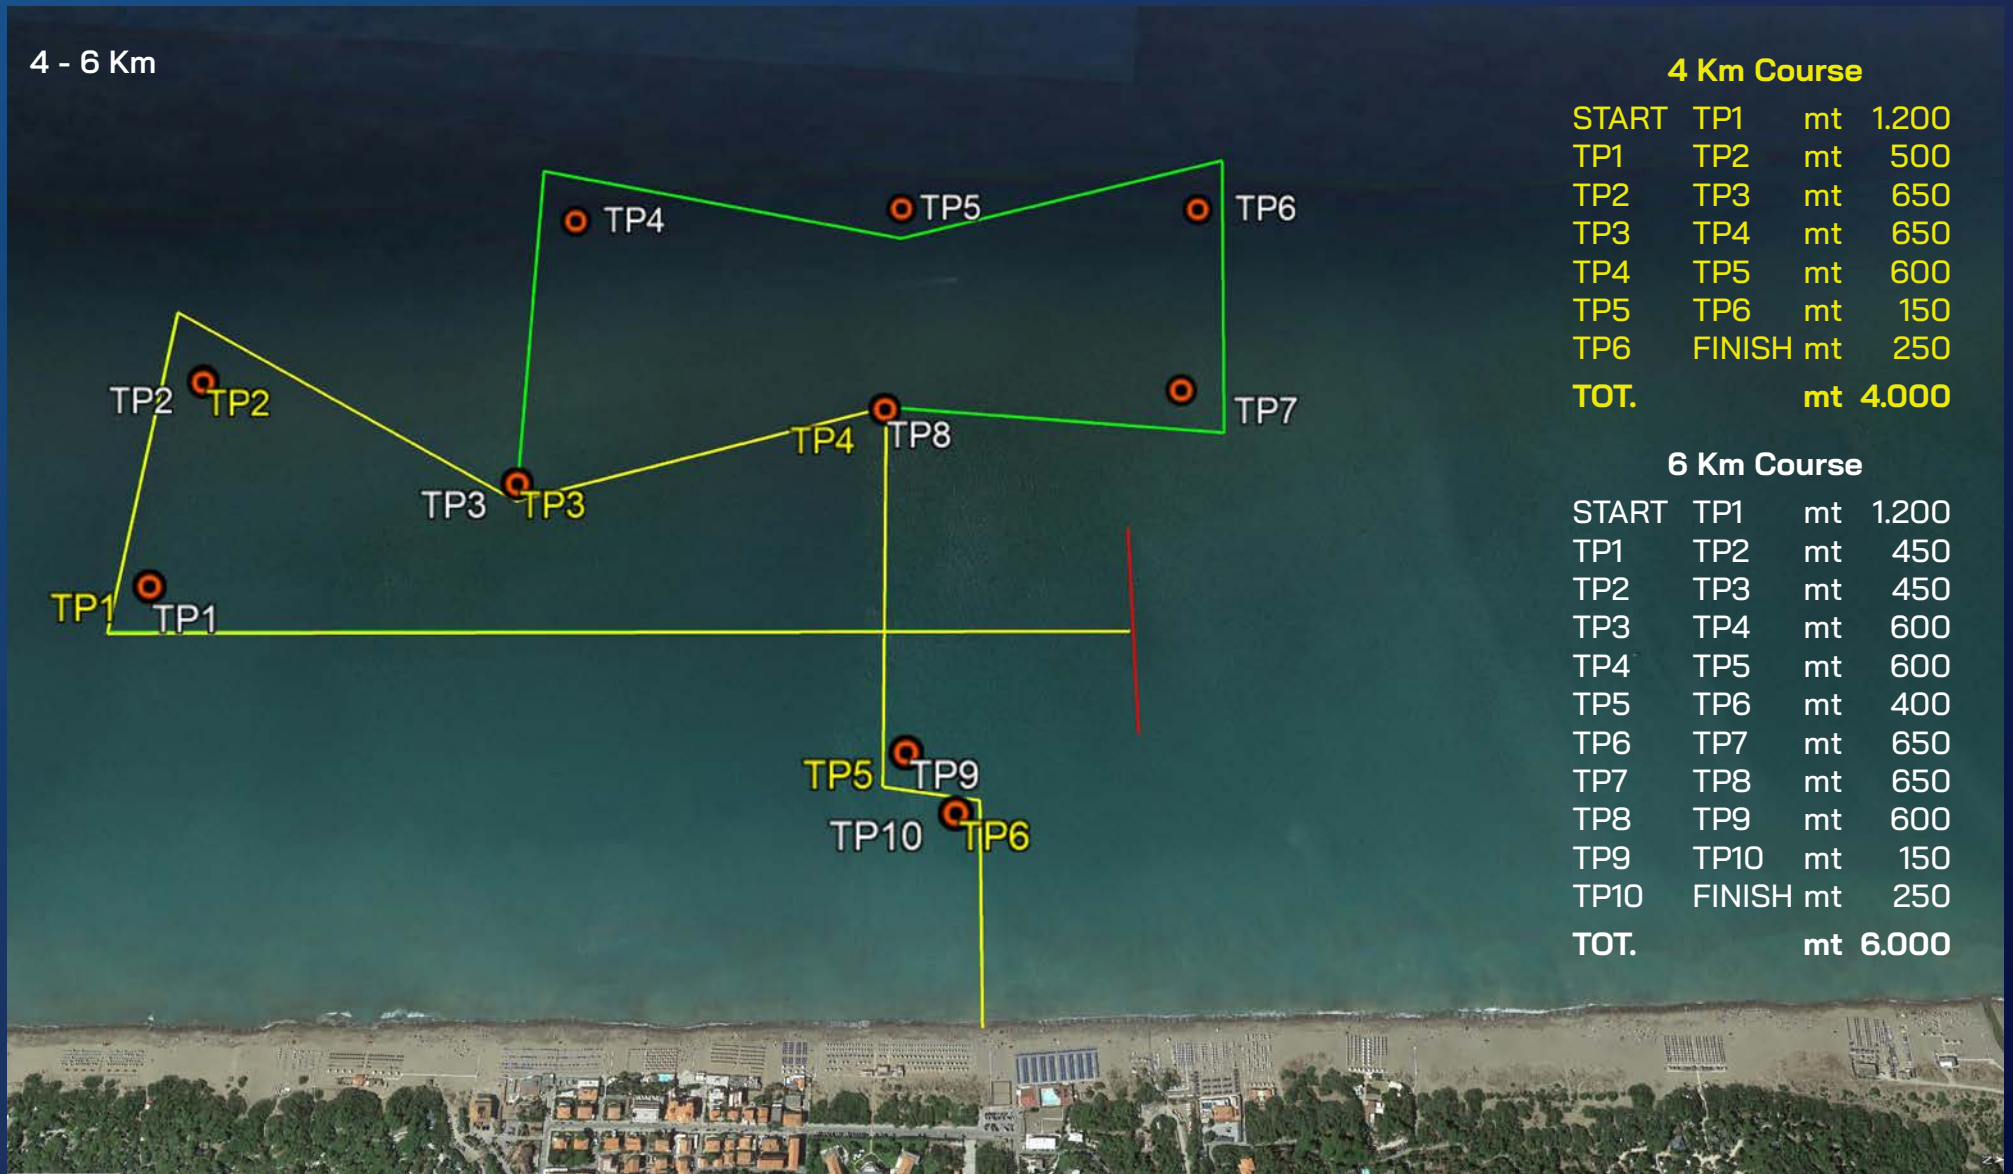 4 - 6 Km
4 Km Course
START TP1 mt 1.200
TP1 TP2 mt 500
TP2 TP3 mt 650
TP3 TP4 mt 650
TP4 TP5 mt 600
TP5 TP6 mt 150
TP6 FINISH mt 250
TOT. mt 4.000
6 Km Course
START TP1 mt 1.200
TP1 TP2 mt 450
TP2 TP3 mt 450
TP3 TP4 mt 600
TP4 TP5 mt 600
TP5 TP6 mt 400
TP6 TP7 mt 650
TP7 TP8 mt 650
TP8 TP9 mt 600
TP9 TP10 mt 150
TP10 FINISH mt 250
TOT. mt 6.000
TP4
TP5
TP6
TP2
TP2
TP7
TP4
TP8
TP3
TP3
TP1
TP1
TP5
TP9
TP10
TP6